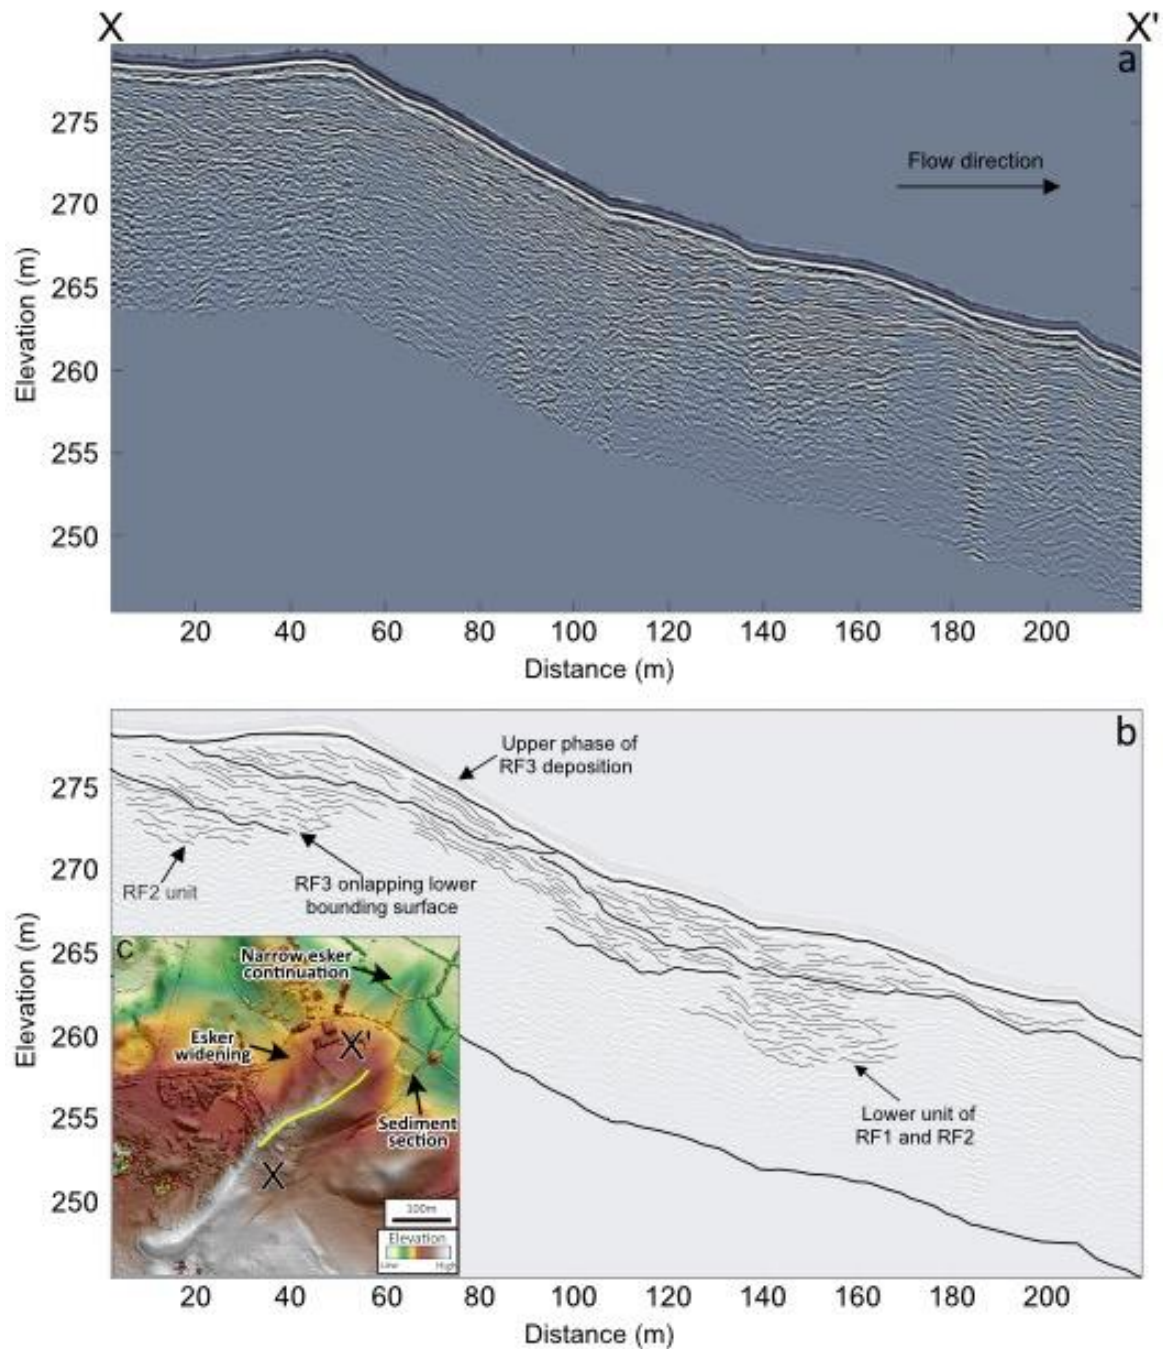 X
X'
a
275
270
265
260
255
250
Elevation (m)
Flow direction
20 40 60 80 100 120 140 160 180 200
Distance (m)
b
Upper phase of
RF3 deposition
275
270
265
260
255
250
Elevation (m)
RF2 unit
RF3 onlapping lower
bounding surface
Lower unit of
RF1 and RF2
C
Narrow esker
continuation
Esker
widening
X'
Sediment
section
X
100m
Elevation
Low
High
20 40 60 80 100 120 140 160 180 200
Distance (m)